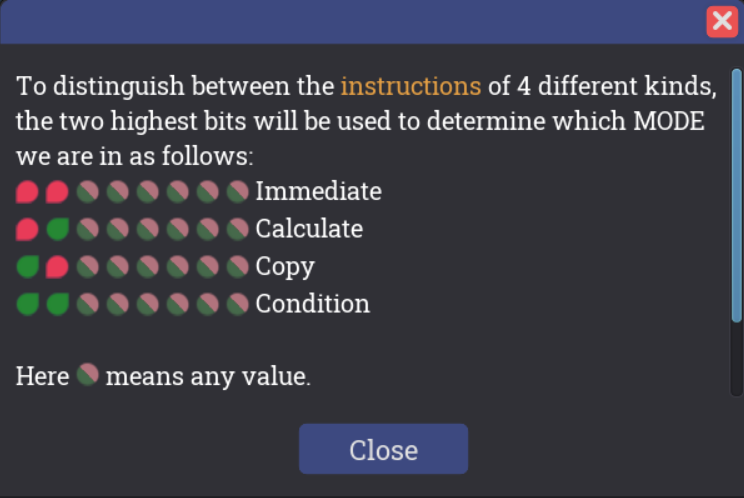 To distinguish between the instructions of 4 different kinds,
the two highest bits will be used to determine which MODE
we are in as follows:
Immediate
Calculate
Copy
Condition
Here means any value.
Close